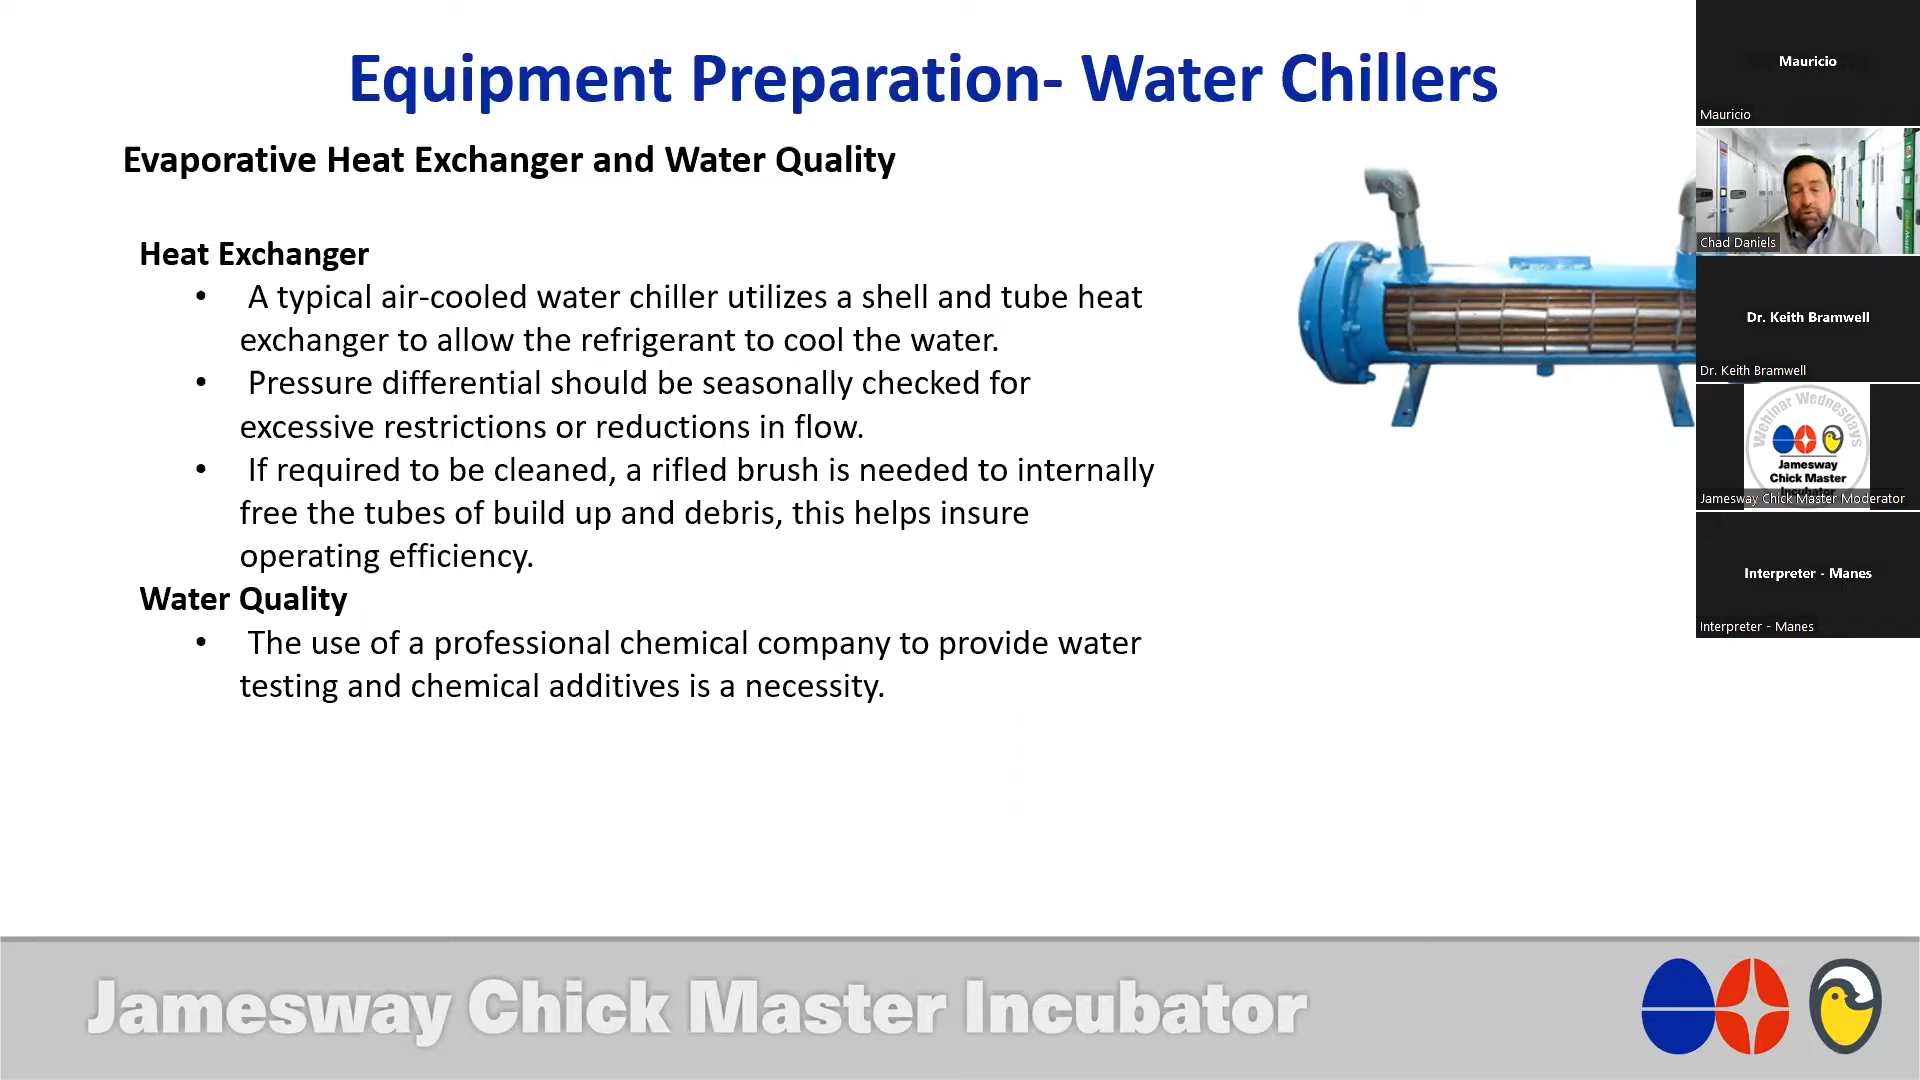 Equipment Preparation- Water Chillers
Evaporative Heat Exchanger and Water Quality
Heat Exchanger
• A typical air-cooled water chiller utilizes a shell and tube heat
exchanger to allow the refrigerant to cool the water.
• Pressure differential should be seasonally checked for
excessive restrictions or reductions in flow.
• If required to be cleaned, a rifled brush is needed to internally
free the tubes of build up and debris, this helps insure
operating efficiency.
Water Quality
• The use of a professional chemical company to provide water
testing and chemical additives is a necessity.
Mauricio
Mauricio
Chad Daniels
Dr. Keith Bramwell
Dr. Keith Bramwell
Webinar Wednesdays
Jamesway
Chick Master
Jamesway Chick Master Moderator
Interpreter - Manes
Interpreter - Manes
Jamesway Chick Master Incubator